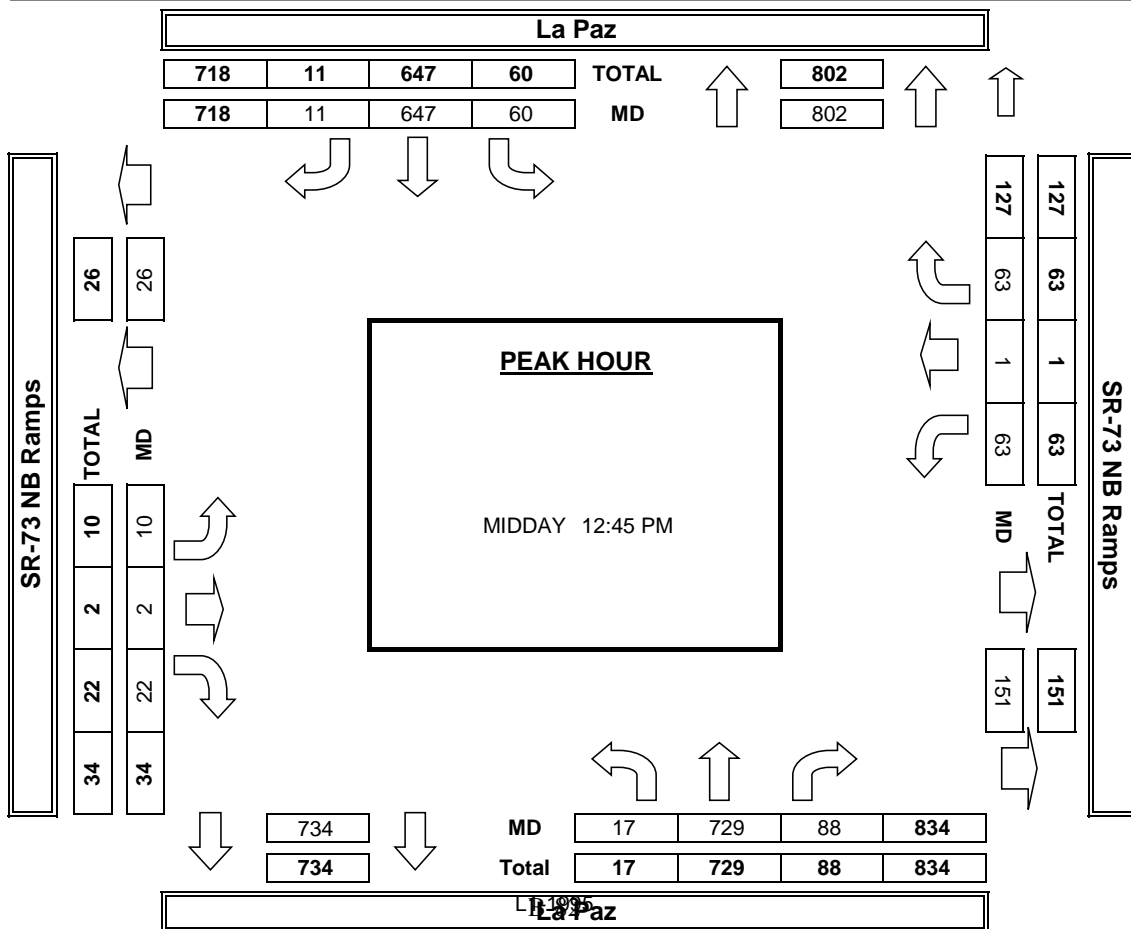 La Paz
718 11 647 60 TOTAL 802
718 11 647 60 MD 802
SR-73 NB Ramps
26 26
TOTAL MD
10 10
2 2
22 22
34 34
PEAK HOUR
MIDDAY 12:45 PM
127 127
63 63
1 1
63 63
MD TOTAL
151 151
SR-73 NB Ramps
734 MD 17 729 88 834
734 Total 17 729 88 834
La Paz